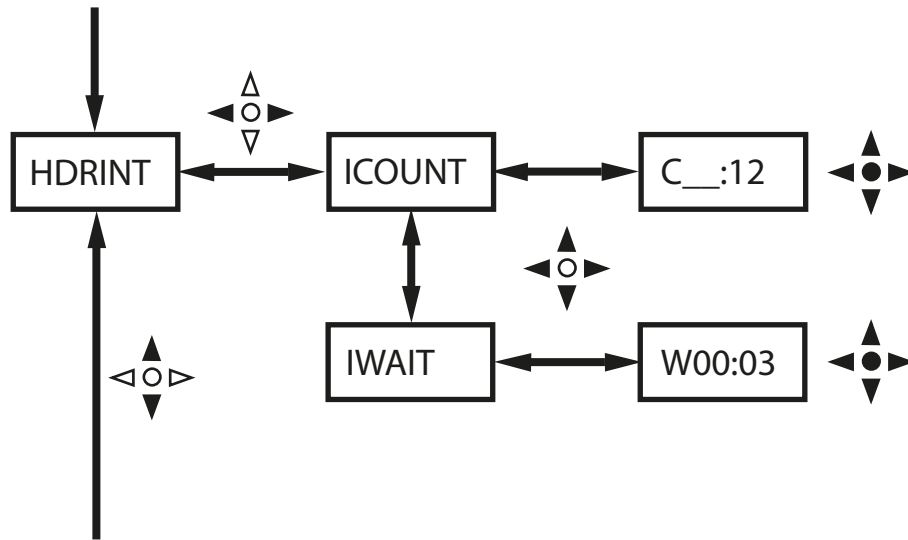 HDRINT
ICOUNT
C__:12
IWAIT
W00:03